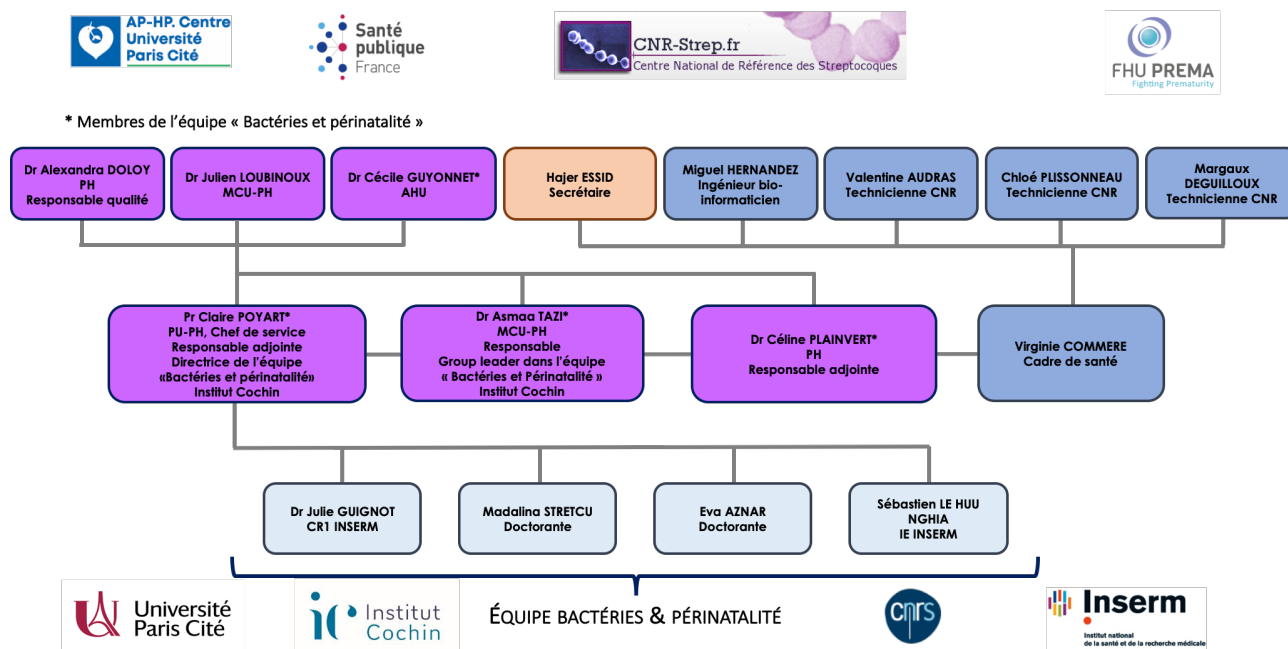 AP-HP. Centre
Université
Paris Cité
Santé
publique
France
CNR-Strep.fr
Centre National de Référence des Streptocoques
FHU PREMA
Fighting Prematurity
* Membres de l'équipe « Bactéries et périnatalité »
Dr Alexandra DOLOY
PH
Responsable qualité
Dr Julien LOUBINOUX
MCU-PH
Dr Cécile GUYONNET*
AHU
Hajer ESSID
Secrétaire
Miguel HERNANDEZ
Ingénieur bio-
informaticien
Valentine AUDRAS
Technicienne CNR
Chloé PLISSONNEAU
Technicienne CNR
Margaux
DEGUILLOUX
Technicienne CNR
Pr Claire POYART*
PU-PH, Chef de service
Responsable adjointe
Directrice de l'équipe
«Bactéries et périnatalité»
Institut Cochin
Dr Asmaa TAZI*
MCU-PH
Responsable
Group leader dans l'équipe
« Bactéries et Périnatalité »
Institut Cochin
Dr Céline PLAINVERT*
PH
Responsable adjointe
Virginie COMMERE
Cadre de santé
Dr Julie GUIGNOT
CR1 INSERM
Madalina STRETCU
Doctorante
Eva AZNAR
Doctorante
Sébastien LE HUU
NGHIA
IE INSERM
Université
Paris Cité
ic Institut
Cochin
ÉQUIPE BACTÉRIES & PÉRINATALITÉ
cnrs
Inserm
Institut national
de la santé et de la recherche médicale